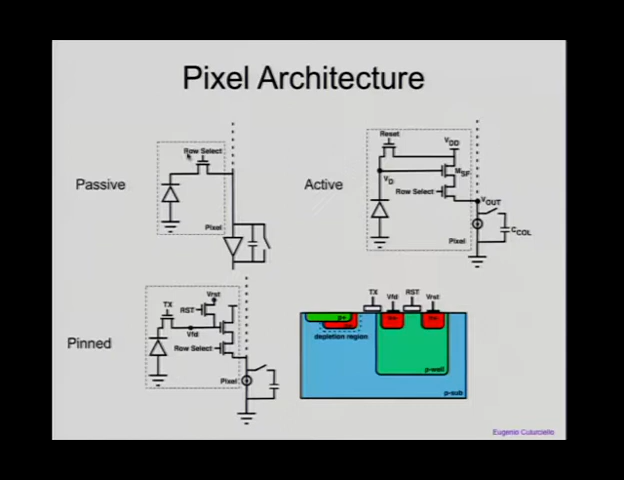 Pixel Architecture
Passive
Row Select
Pixel
Active
Reset
VDD
VD
MSF
Row Select
VOUT
CCOL
Pixel
Pinned
TX
Vrst
RST
Vfd
Row Select
Pixel
TX
Vfd
RST
Vrst
p+
depletion region
p-well
p-sub
Eugenio Culurciello